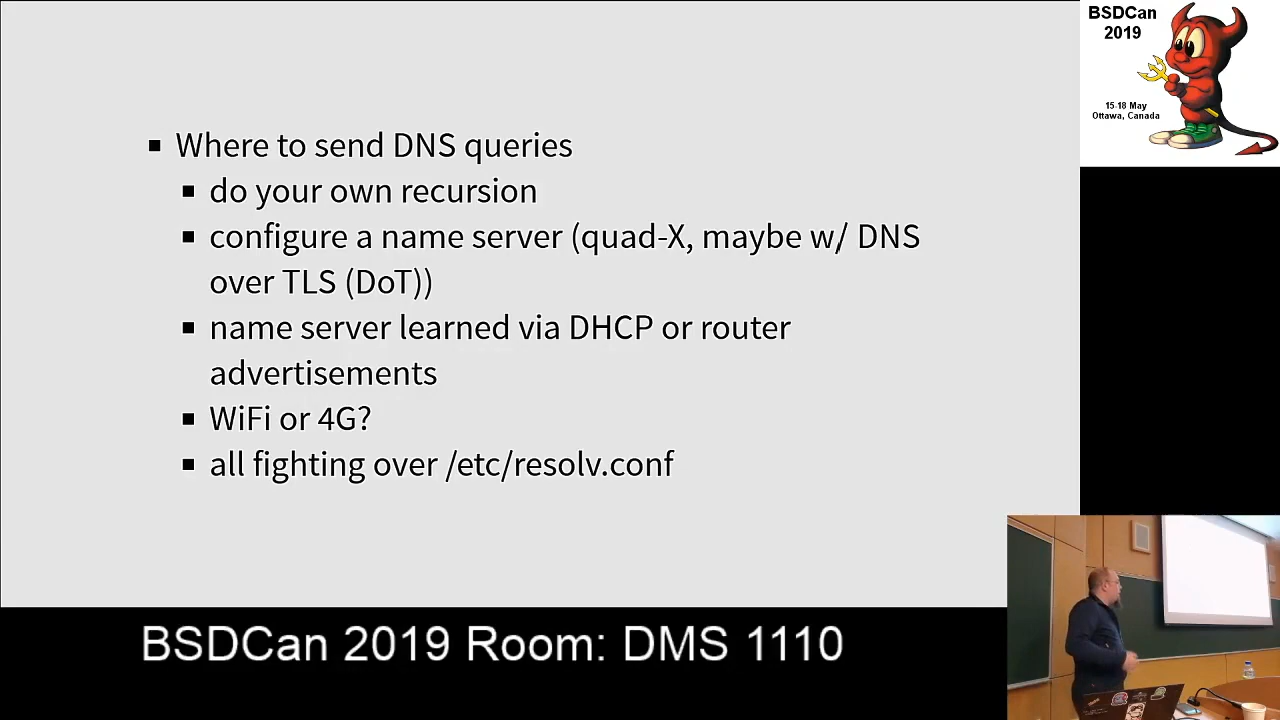 BSDCan
2019
15-18 May
Ottawa, Canada
Where to send DNS queries
do your own recursion
configure a name server (quad-X, maybe w/ DNS
over TLS (DoT))
name server learned via DHCP or router
advertisements
WiFi or 4G?
all fighting over /etc/resolv.conf
BSDCan 2019 Room: DMS 1110